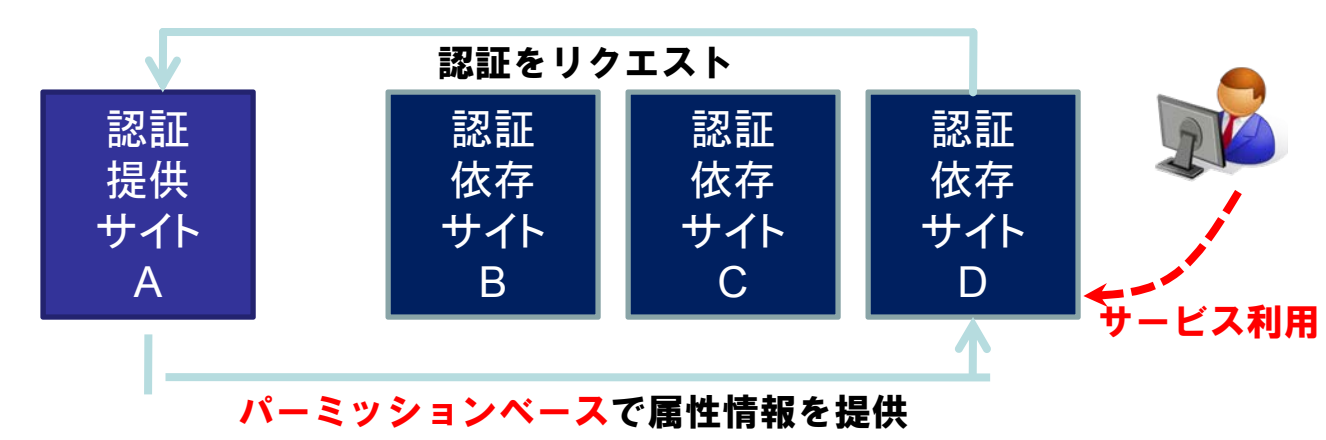 認証をリクエスト
認証
提供
サイト
A
認証
依存
サイト
B
認証
依存
サイト
C
認証
依存
サイト
D
サービス利用
パーミッションベースで属性情報を提供